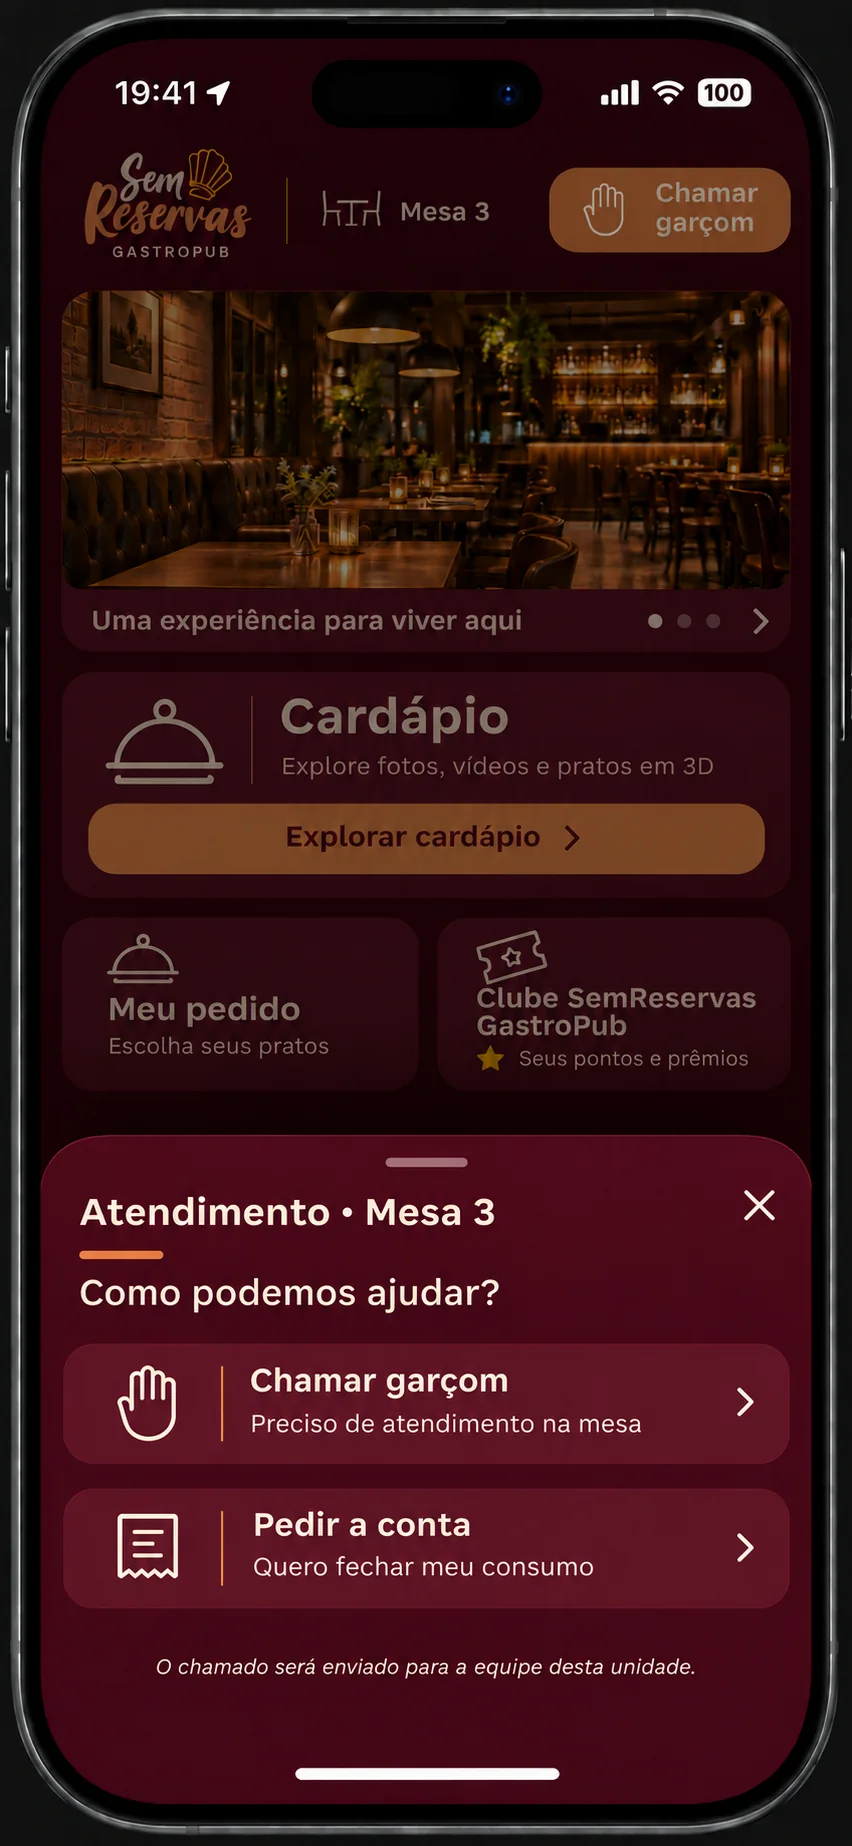 19:41
100
Sem
Reservas
GASTROPUB
Mesa 3
Chamar
garçom
Uma experiência para viver aqui
Cardápio
Explore fotos, vídeos e pratos em 3D
Explorar cardápio
Meu pedido
Escolha seus pratos
Clube SemReservas
GastroPub
Seus pontos e prêmios
Atendimento • Mesa 3
Como podemos ajudar?
Chamar garçom
Preciso de atendimento na mesa
Pedir a conta
Quero fechar meu consumo
O chamado será enviado para a equipe desta unidade.